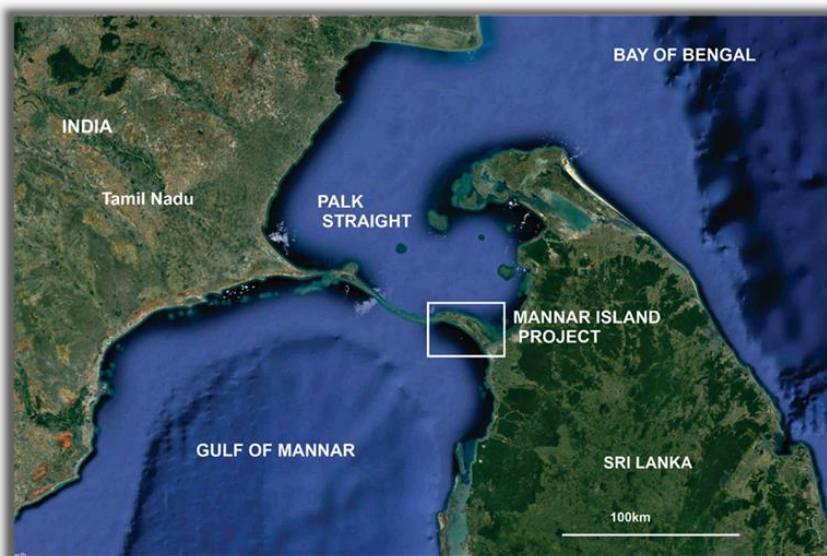 BAY OF BENGAL
INDIA
Tamil Nadu
PALK
STRAIGHT
MANNAR ISLAND
PROJECT
GULF OF MANNAR
SRI LANKA
100km